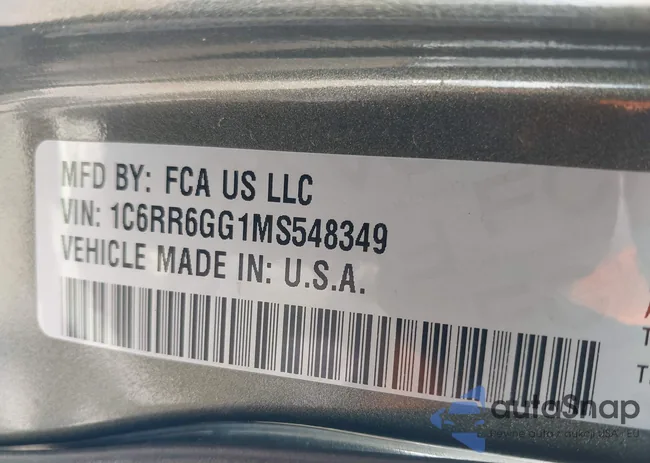 MFD BY: FCA US LLC
VIN: 1C6RR6GG1MS548349
VEHICLE MADE IN: U.S.A.
T
autoSnap